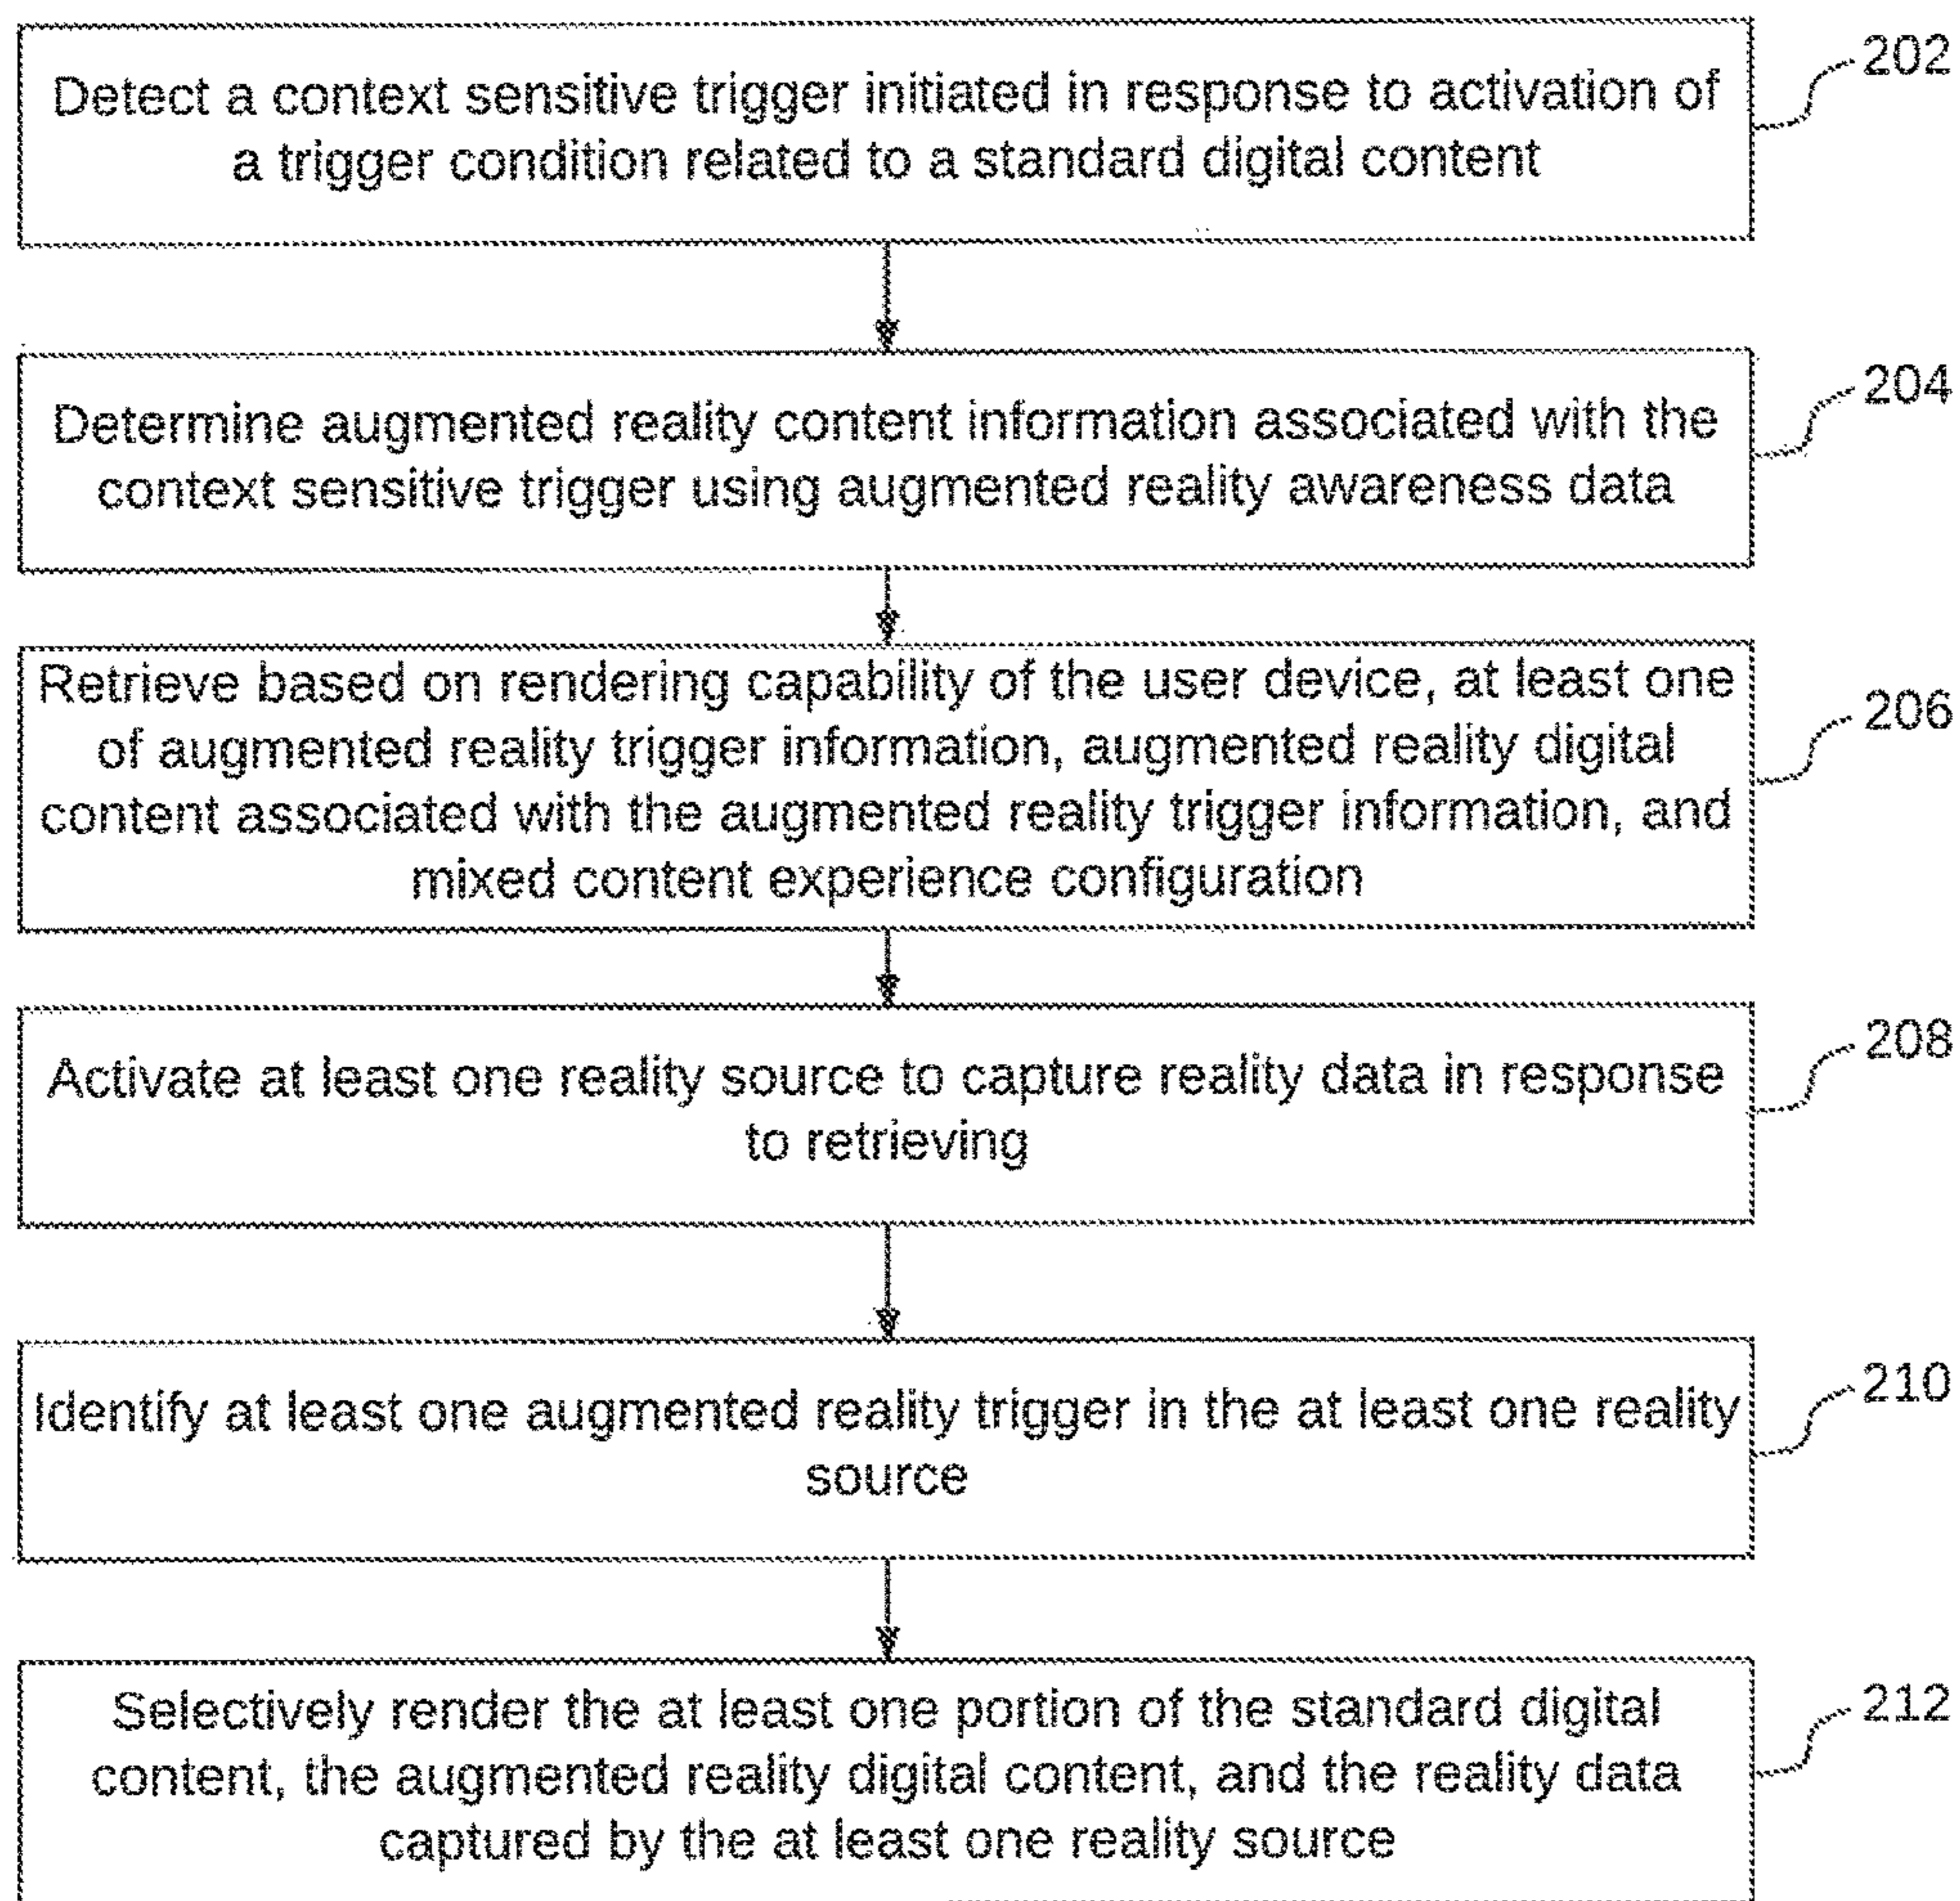 Detect a context sensitive trigger initiated in response to activation of
a trigger condition related to a standard digital content
202
Determine augmented reality content information associated with the
context sensitive trigger using augmented reality awareness data
204
Retrieve based on rendering capability of the user device, at least one
of augmented reality trigger information, augmented reality digital
content associated with the augmented reality trigger information, and
mixed content experience configuration
206
Activate at least one reality source to capture reality data in response
to retrieving
208
Identify at least one augmented reality trigger in the at least one reality
source
210
Selectively render the at least one portion of the standard digital
content, the augmented reality digital content, and the reality data
captured by the at least one reality source
212